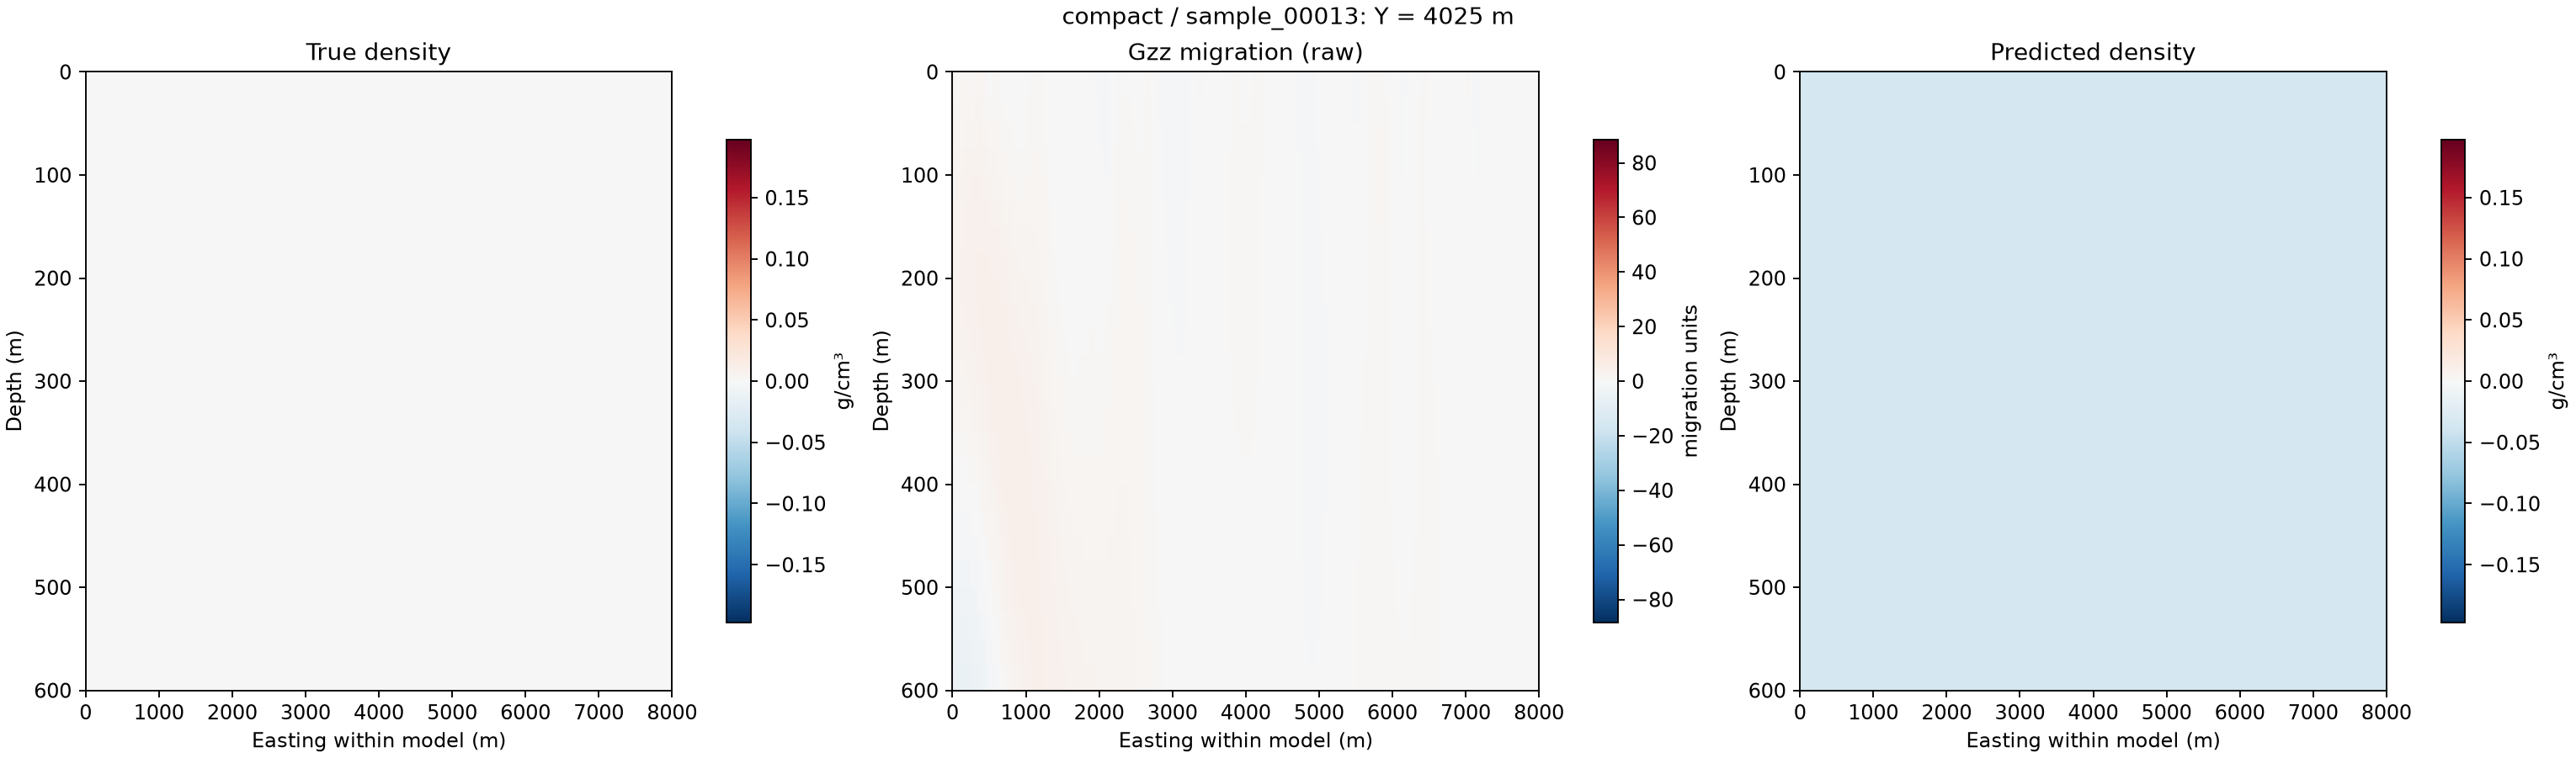 compact / sample_00013: Y = 4025 m
True density
0
100
200
300
400
500
600
Depth (m)
0 1000 2000 3000 4000 5000 6000 7000 8000
Easting within model (m)
0.15
0.10
0.05
0.00
−0.05
−0.10
−0.15
g/cm³
Gzz migration (raw)
0
100
200
300
400
500
600
Depth (m)
0 1000 2000 3000 4000 5000 6000 7000 8000
Easting within model (m)
80
60
40
20
0
−20
−40
−60
−80
migration units
Predicted density
0
100
200
300
400
500
600
Depth (m)
0 1000 2000 3000 4000 5000 6000 7000 8000
Easting within model (m)
0.15
0.10
0.05
0.00
−0.05
−0.10
−0.15
g/cm³